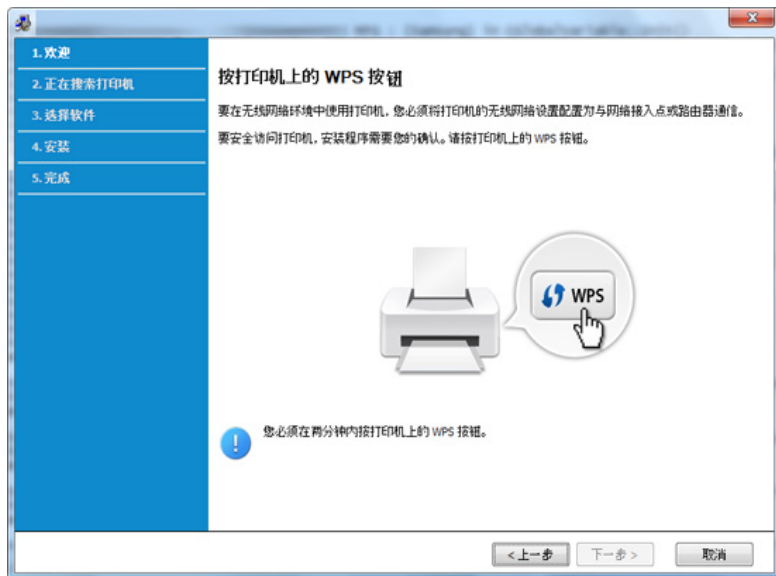 1.欢迎
2.正在搜索打印机
3.选择软件
4.安装
5.完成
按打印机上的 WPS 按钮
要在无线网络环境中使用打印机，您必须将打印机的无线网络设置配置为与网络接入点或路由器通信。
要安全访问打印机，安装程序需要您的确认。请按打印机上的 WPS 按钮。
WPS
您必须在两分钟内按打印机上的 WPS 按钮。
<上一步
下一步>
取消